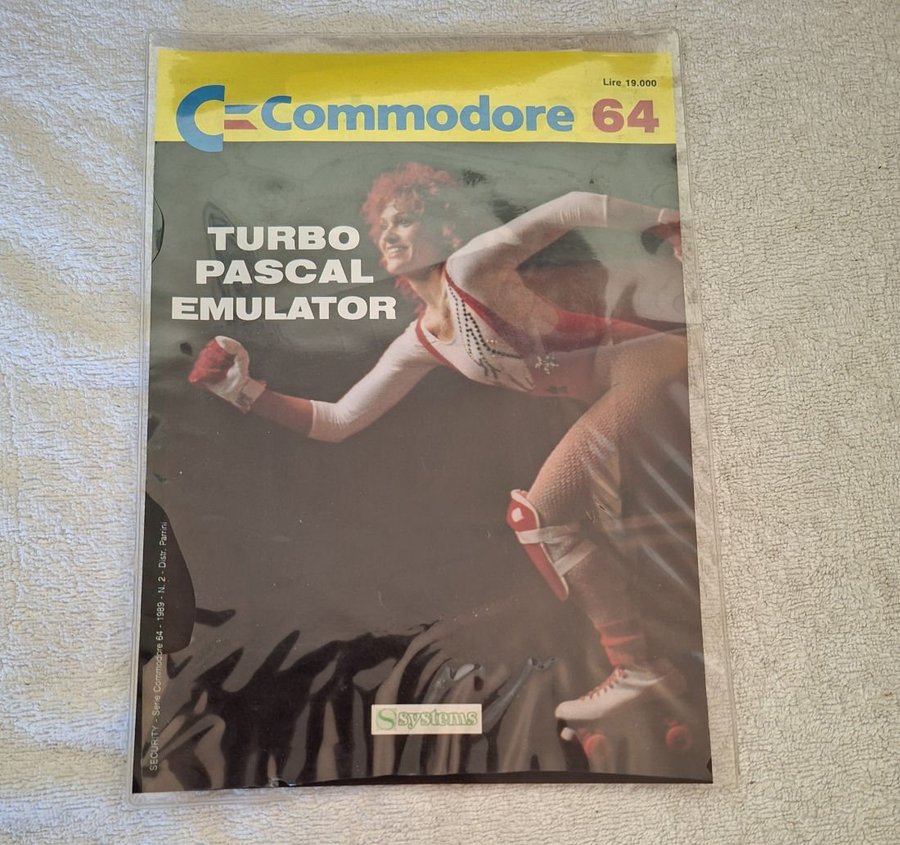 Lire 19.000
Commodore 64
TURBO
PASCAL
EMULATOR
SECURITY - Serie Commodore 64 - 1989 - N. 2 - Distr. Parrini
Systems